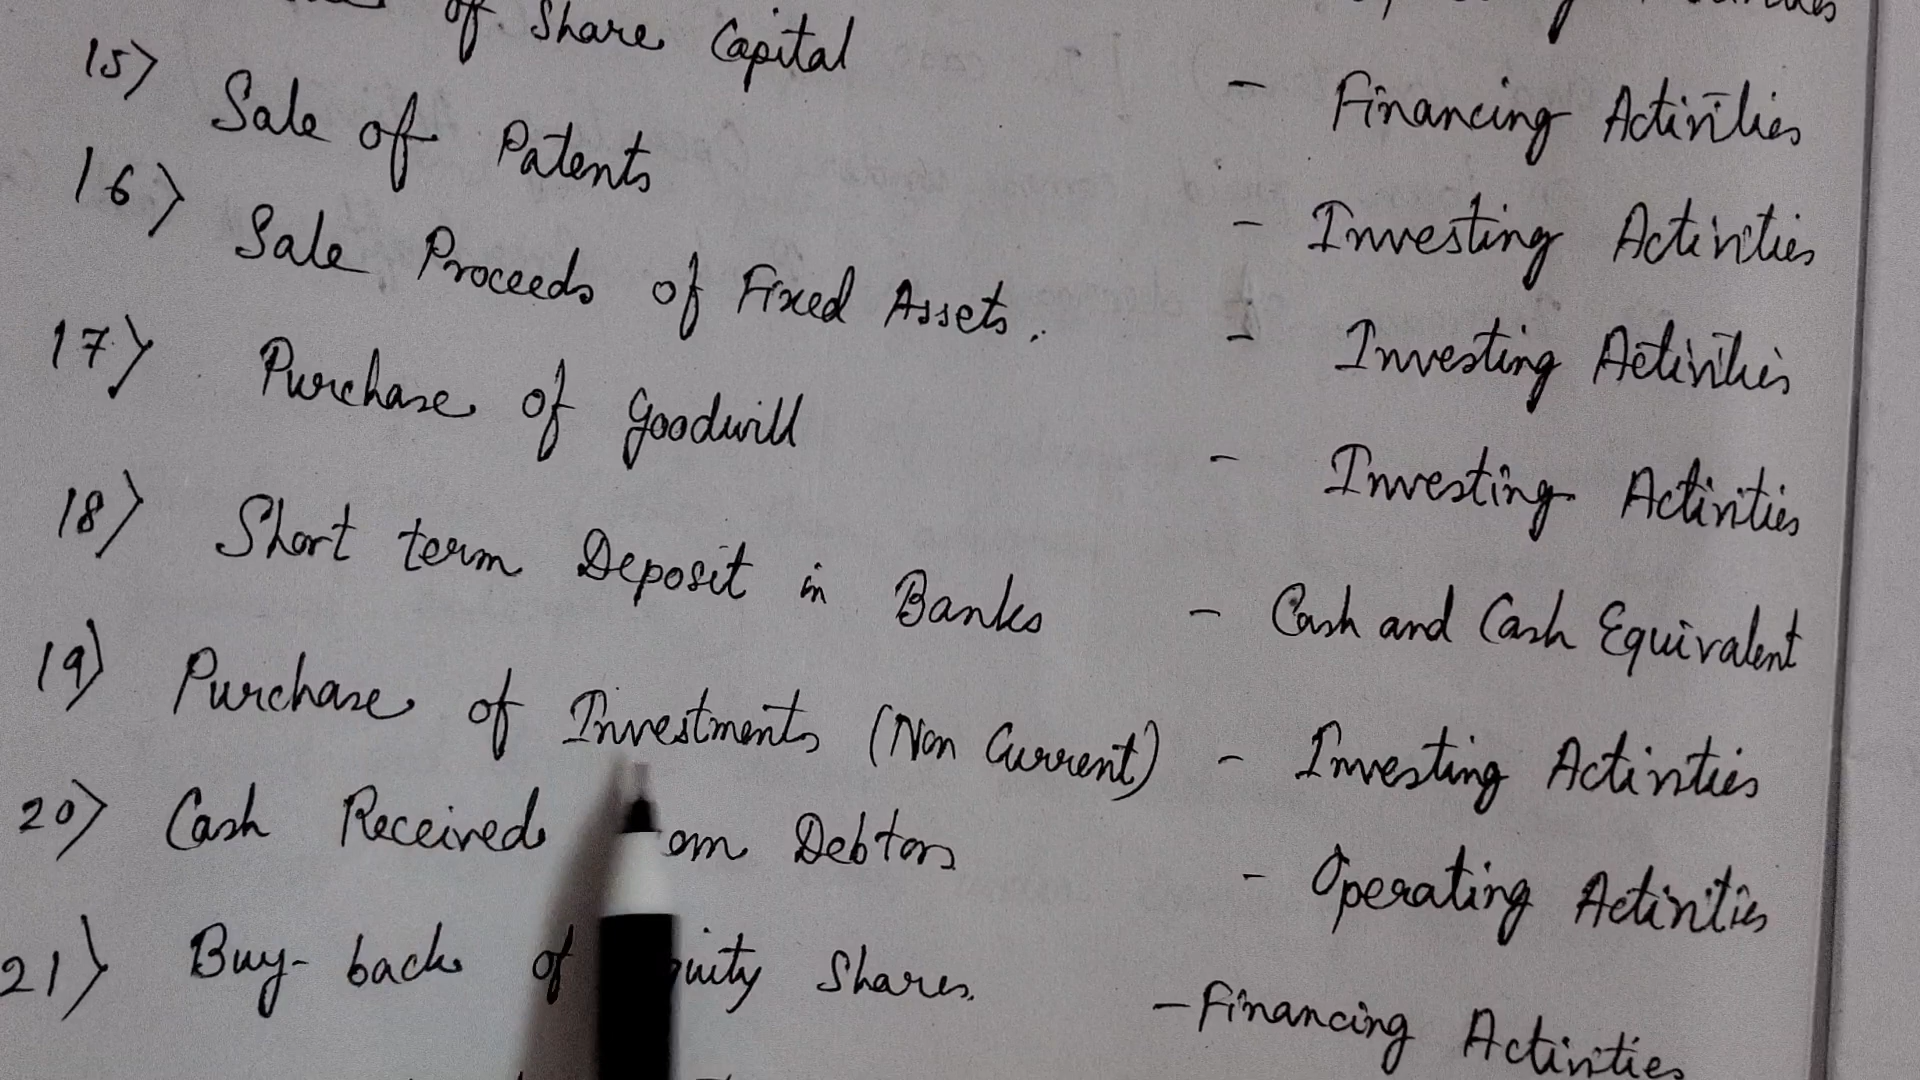 of Share Capital - Financing Activities
15) Sale of Patents - Investing Activities
16) Sale Proceeds of Fixed Assets. - Investing Activities
17) Purchase of Goodwill - Investing Activities
18) Short term Deposit in Banks - Cash and Cash Equivalent
19) Purchase of Investments (Non Current) - Investing Activities
20) Cash Received Debtors - Operating Activities
21) Buy-back of Shares. - Financing Activities